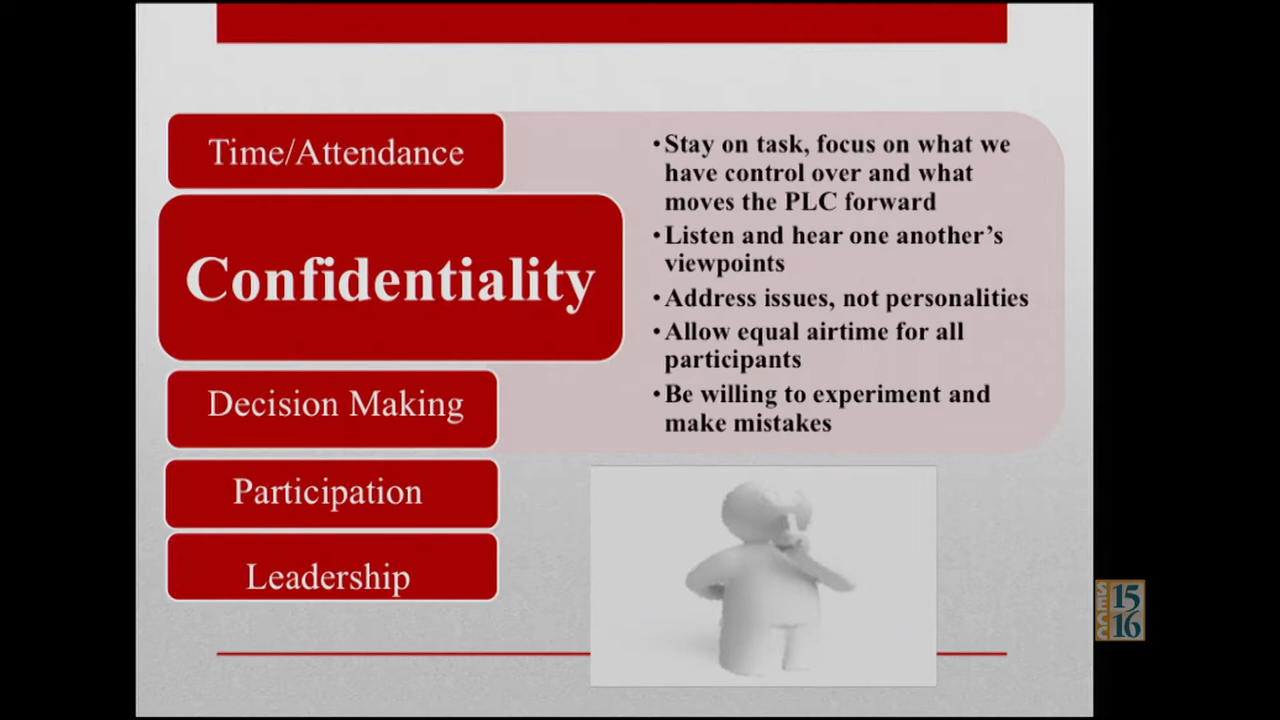 Time/Attendance
Confidentiality
Decision Making
Participation
Leadership
•Stay on task, focus on what we
have control over and what
moves the PLC forward
•Listen and hear one another’s
viewpoints
•Address issues, not personalities
•Allow equal airtime for all
participants
•Be willing to experiment and
make mistakes
SECC
15
16